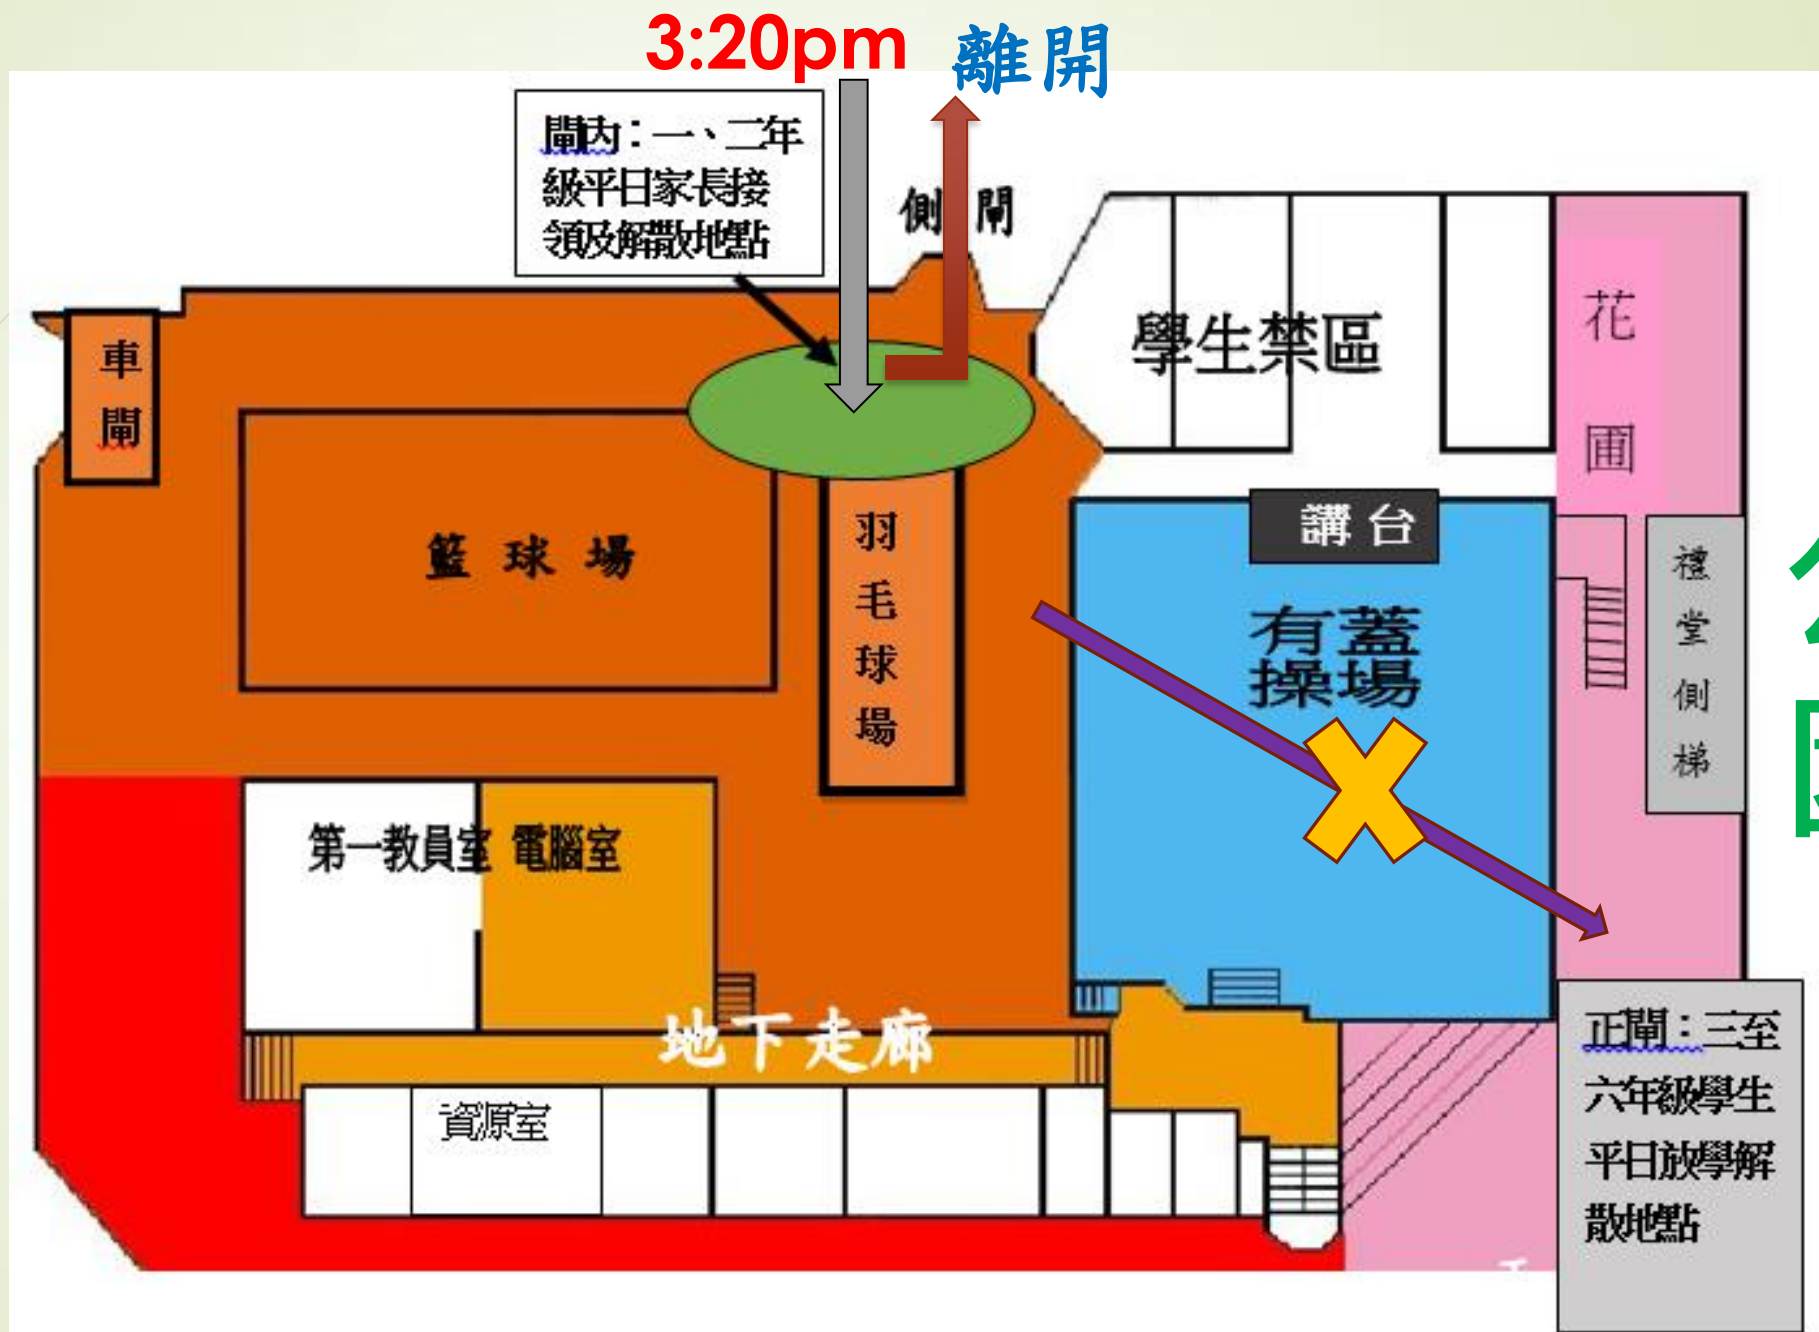 3:20pm 離開
閘內：一、二年
級平日家長接
領及解散地點
側閘
車閘
學生禁區
花圃
籃球場
羽毛球場
講台
有蓋
操場
禮堂側梯
第一教員室 電腦室
地下走廊
資源室
正閘：三至
六年級學生
平日放學解
散地點